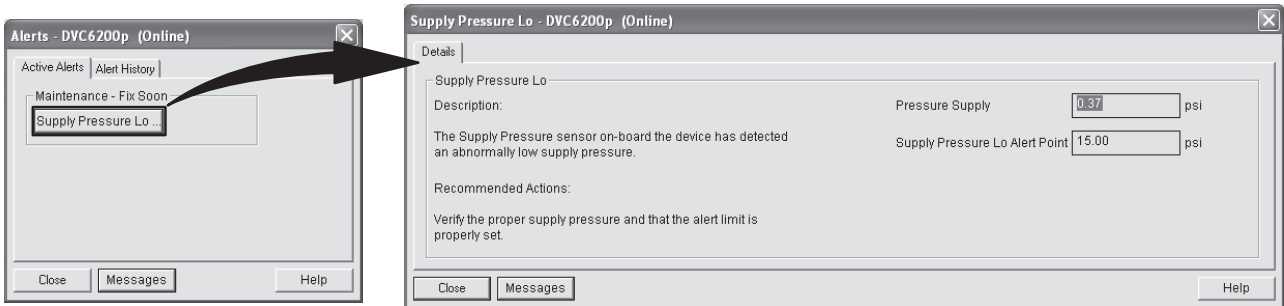 Alerts - DVC6200p (Online)
Active Alerts
Alert History
Maintenance - Fix Soon
Supply Pressure Lo ...
Close
Messages
Help
Supply Pressure Lo - DVC6200p (Online)
Details
Supply Pressure Lo
Description:
The Supply Pressure sensor on-board the device has detected
an abnormally low supply pressure.
Recommended Actions:
Verify the proper supply pressure and that the alert limit is
properly set.
Pressure Supply 0.37 psi
Supply Pressure Lo Alert Point 15.00 psi
Close
Messages
Help